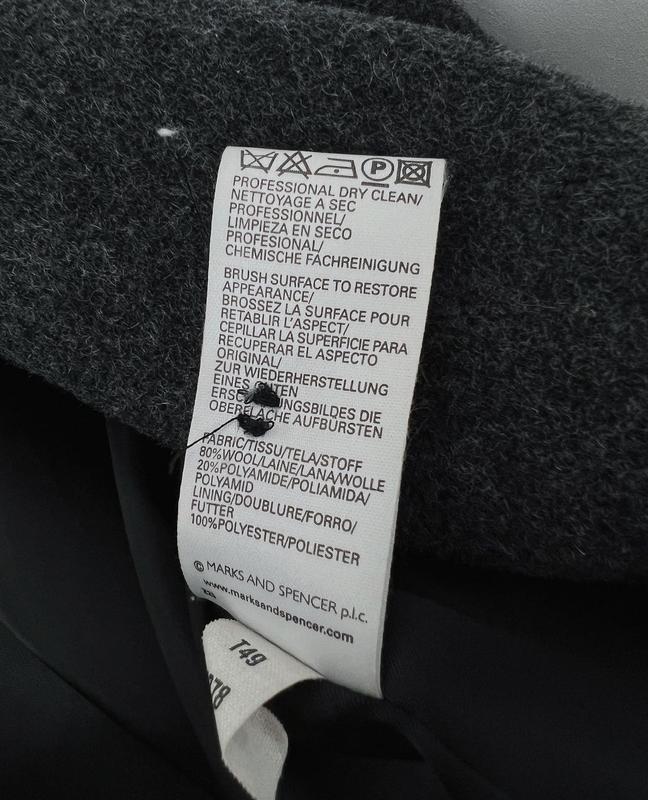 P
PROFESSIONAL DRY CLEAN/
NETTOYAGE A SEC
PROFESSIONNEL/
LIMPIEZA EN SECO
PROFESIONAL/
CHEMISCHE FACHREINIGUNG
BRUSH SURFACE TO RESTORE
APPEARANCE/
BROSSEZ LA SURFACE POUR
RETABLIR L'ASPECT/
CEPILLAR LA SUPERFICIE PARA
RECUPERAR EL ASPECTO
ORIGINAL/
ZUR WIEDERHERSTELLUNG
EINES
DIE
OBERFLACHE AUFBÜRSTEN
FABRIC/TISSU/TELA/STOFF
80%WOOL/LAINE/LANA/WOLLE
20%POLYAMIDE/POLIAMIDA/
POLYAMID
LINING/DOUBLURE/FORRO/
FUTTER
100%POLYESTER/POLIESTER
© MARKS AND SPENCER p.l.c.
www.marksandspencer.com
T49